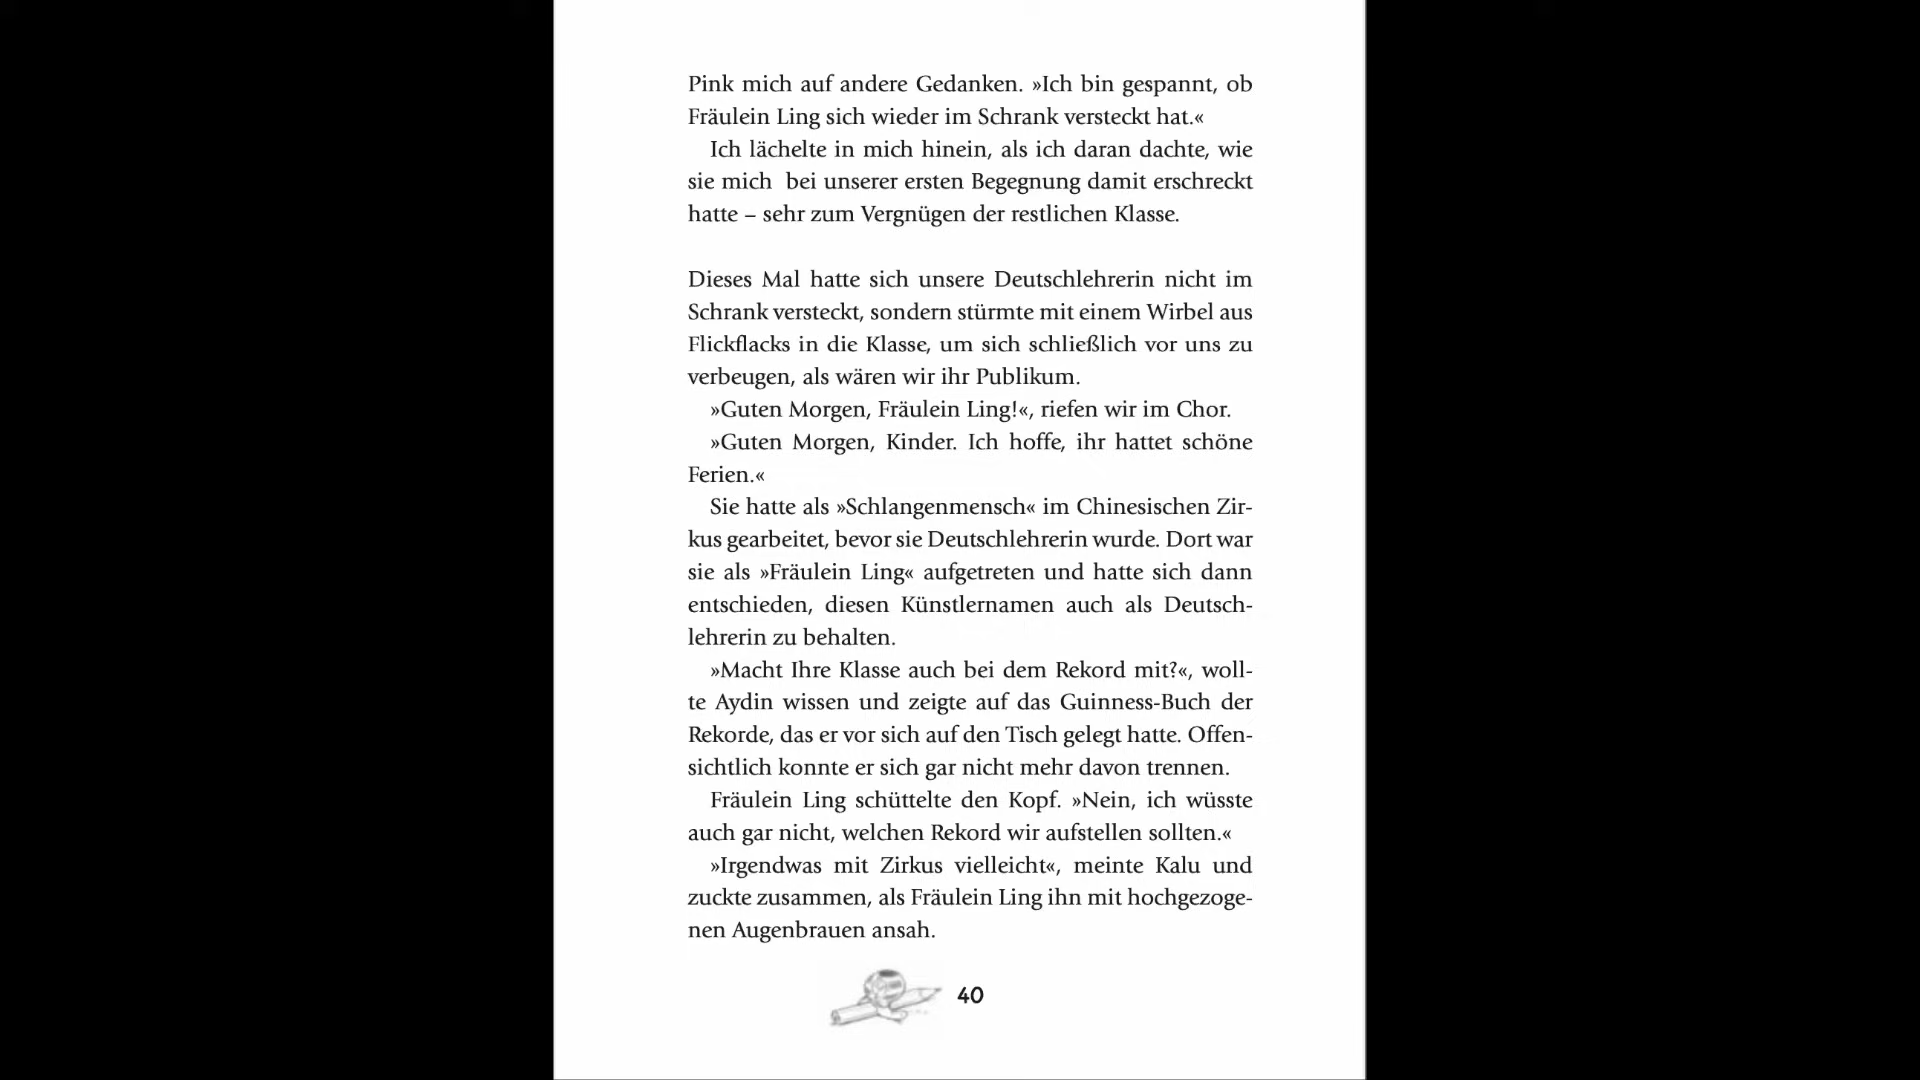 Pink mich auf andere Gedanken. »Ich bin gespannt, ob
Fräulein Ling sich wieder im Schrank versteckt hat.«
Ich lächelte in mich hinein, als ich daran dachte, wie
sie mich bei unserer ersten Begegnung damit erschreckt
hatte – sehr zum Vergnügen der restlichen Klasse.
Dieses Mal hatte sich unsere Deutschlehrerin nicht im
Schrank versteckt, sondern stürmte mit einem Wirbel aus
Flickflacks in die Klasse, um sich schließlich vor uns zu
verbeugen, als wären wir ihr Publikum.
»Guten Morgen, Fräulein Ling!«, riefen wir im Chor.
»Guten Morgen, Kinder. Ich hoffe, ihr hattet schöne
Ferien.«
Sie hatte als »Schlangenmensch« im Chinesischen Zir-
kus gearbeitet, bevor sie Deutschlehrerin wurde. Dort war
sie als »Fräulein Ling« aufgetreten und hatte sich dann
entschieden, diesen Künstlernamen auch als Deutsch-
lehrerin zu behalten.
»Macht Ihre Klasse auch bei dem Rekord mit?«, woll-
te Aydin wissen und zeigte auf das Guinness-Buch der
Rekorde, das er vor sich auf den Tisch gelegt hatte. Offen-
sichtlich konnte er sich gar nicht mehr davon trennen.
Fräulein Ling schüttelte den Kopf. »Nein, ich wüsste
auch gar nicht, welchen Rekord wir aufstellen sollten.«
»Irgendwas mit Zirkus vielleicht«, meinte Kalu und
zuckte zusammen, als Fräulein Ling ihn mit hochgezoge-
nen Augenbrauen ansah.
40